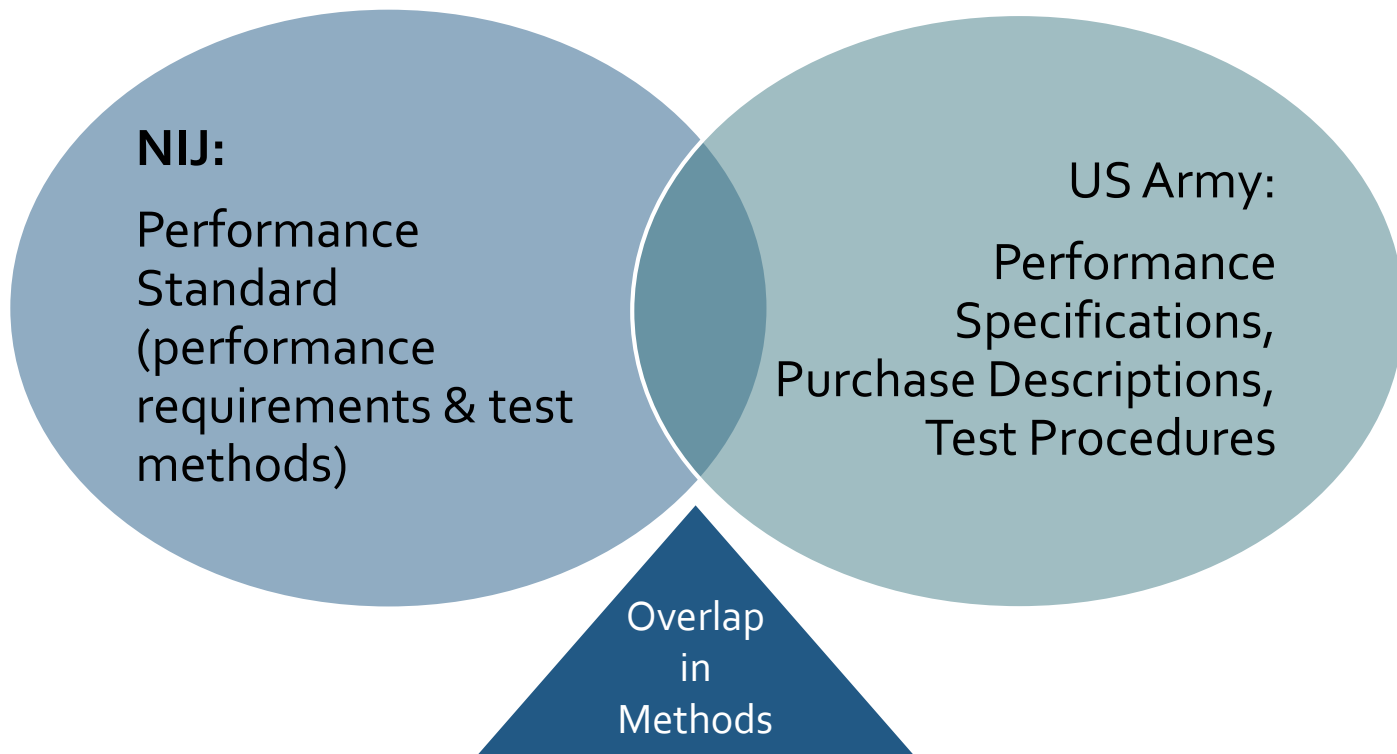 NIJ:
Performance
Standard
(performance
requirements & test
methods)
US Army:
Performance
Specifications,
Purchase Descriptions,
Test Procedures
Overlap
in
Methods